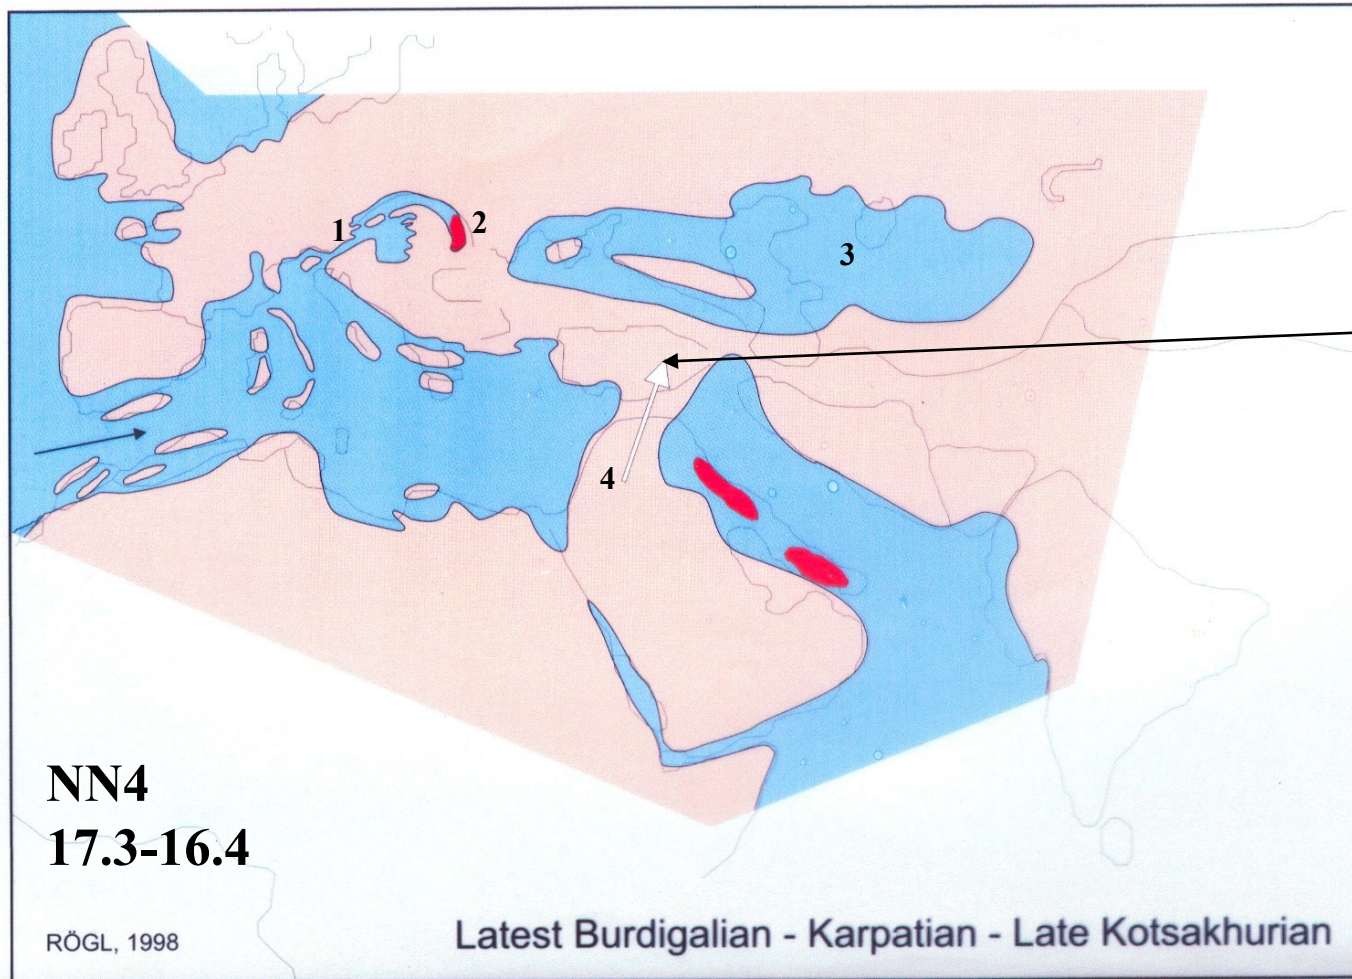 1
2
3
4
NN4
17.3-16.4
RÖGL, 1998
Latest Burdigalian - Karpatian - Late Kotsakhurian